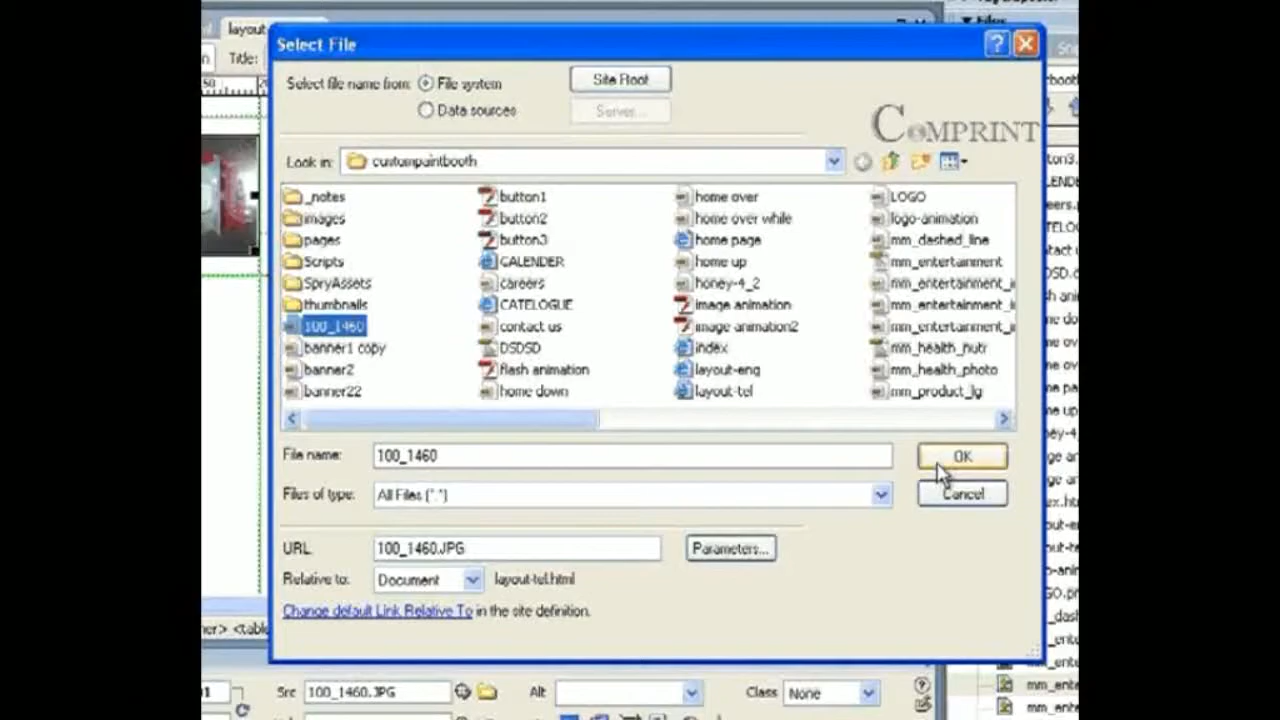 layout
Select File
Title:
Select file name from: File system
Site Root
Data sources
Server...
COMPRINT
Look in: custompaintbooth
_notes
images
pages
Scripts
SpryAssets
thumbnails
100_1460
banner1 copy
banner2
banner22
button1
button2
button3
CALENDER
careers
CATELOGUE
contact us
DSDSD
flash animation
home down
home over
home over while
home page
home up
honey-4_2
image animation
image animation2
index
layout-eng
layout-tel
LOGO
logo-animation
mm_dashed_line
mm_entertainment
mm_entertainment_i
mm_entertainment_i
mm_entertainment_i
mm_health_nutr
mm_health_photo
mm_product_lg
File name: 100_1460
OK
Files of type: All Files (*.*)
Cancel
URL: 100_1460.JPG
Parameters...
Relative to: Document layout-tel.html
Change default Link Relative To in the site definition.
Src 100_1460.JPG Alt Class None